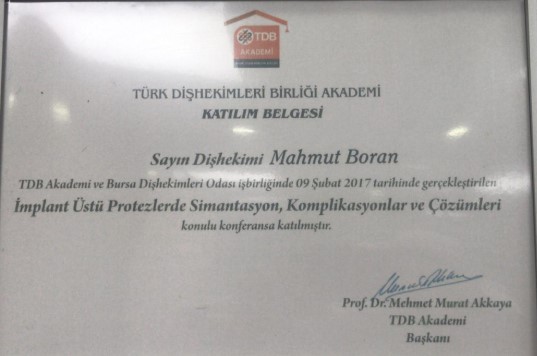 TDB
AKADEMİ
TÜRK DİŞHEKİMLERİ BİRLİĞİ AKADEMİ
KATILIM BELGESİ
Sayın Dişhekimi Mahmut Boran
TDB Akademi ve Bursa Dişhekimleri Odası işbirliğinde 09 Şubat 2017 tarihinde gerçekleştirilen
İmplant Üstü Protezlerde Simantasyon, Komplikasyonlar ve Çözümleri
konulu konferansa katılmıştır.
Prof. Dr. Mehmet Murat Akkaya
TDB Akademi
Başkanı